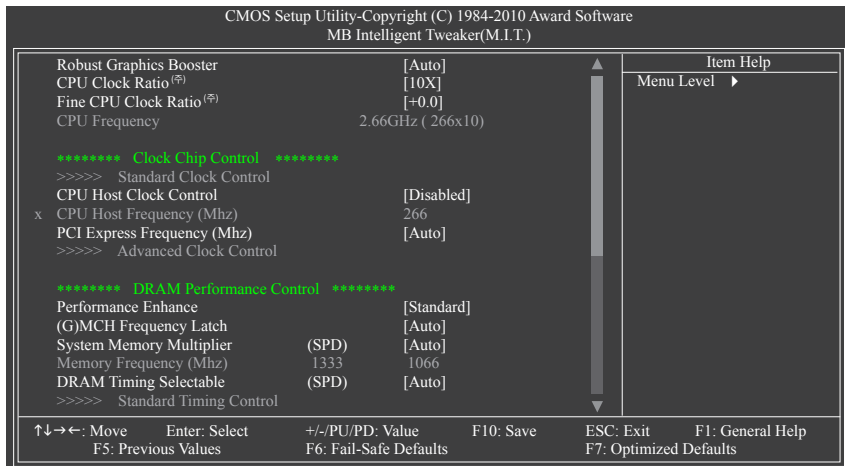 CMOS Setup Utility-Copyright (C) 1984-2010 Award Software
MB Intelligent Tweaker(M.I.T.)
Robust Graphics Booster [Auto]
CPU Clock Ratio (주) [10X]
Fine CPU Clock Ratio (주) [+0.0]
CPU Frequency 2.66GHz ( 266x10)
******** Clock Chip Control ********
>>>>> Standard Clock Control
CPU Host Clock Control [Disabled]
x CPU Host Frequency (Mhz) 266
PCI Express Frequency (Mhz) [Auto]
>>>>> Advanced Clock Control
******** DRAM Performance Control ********
Performance Enhance [Standard]
(G)MCH Frequency Latch [Auto]
System Memory Multiplier (SPD) [Auto]
Memory Frequency (Mhz) 1333 1066
DRAM Timing Selectable (SPD) [Auto]
>>>>> Standard Timing Control
Item Help
Menu Level ▶
↑↓→←: Move Enter: Select +/-/PU/PD: Value F10: Save ESC: Exit F1: General Help
F5: Previous Values F6: Fail-Safe Defaults F7: Optimized Defaults